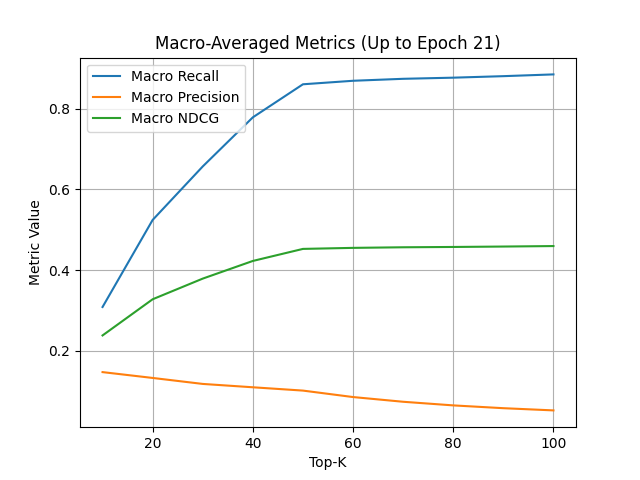 Macro-Averaged Metrics (Up to Epoch 21)
Macro Recall
Macro Precision
Macro NDCG
Metric Value
0.8
0.6
0.4
0.2
20 40 60 80 100
Top-K